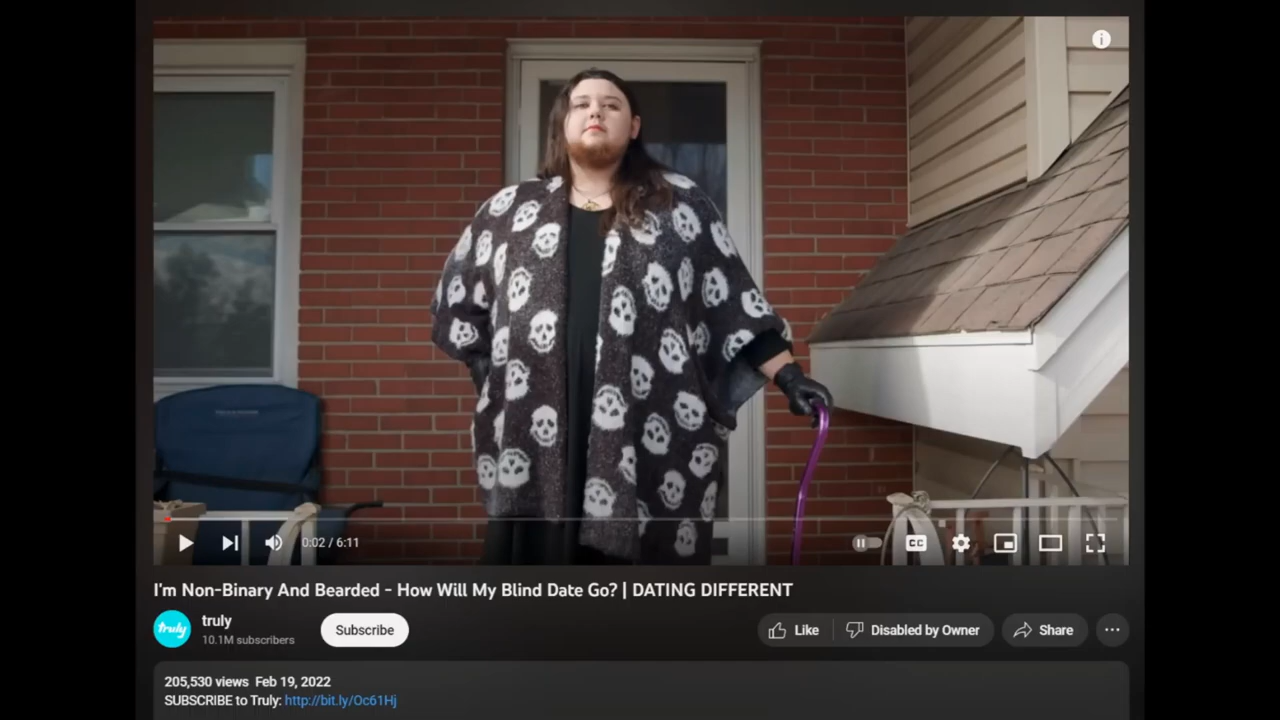 CC
0:02 / 6:11
I'm Non-Binary And Bearded - How Will My Blind Date Go? | DATING DIFFERENT
truly
truly
10.1M subscribers
Subscribe
Like
Disabled by Owner
Share
205,530 views Feb 19, 2022
SUBSCRIBE to Truly: http://bit.ly/Oc61Hj